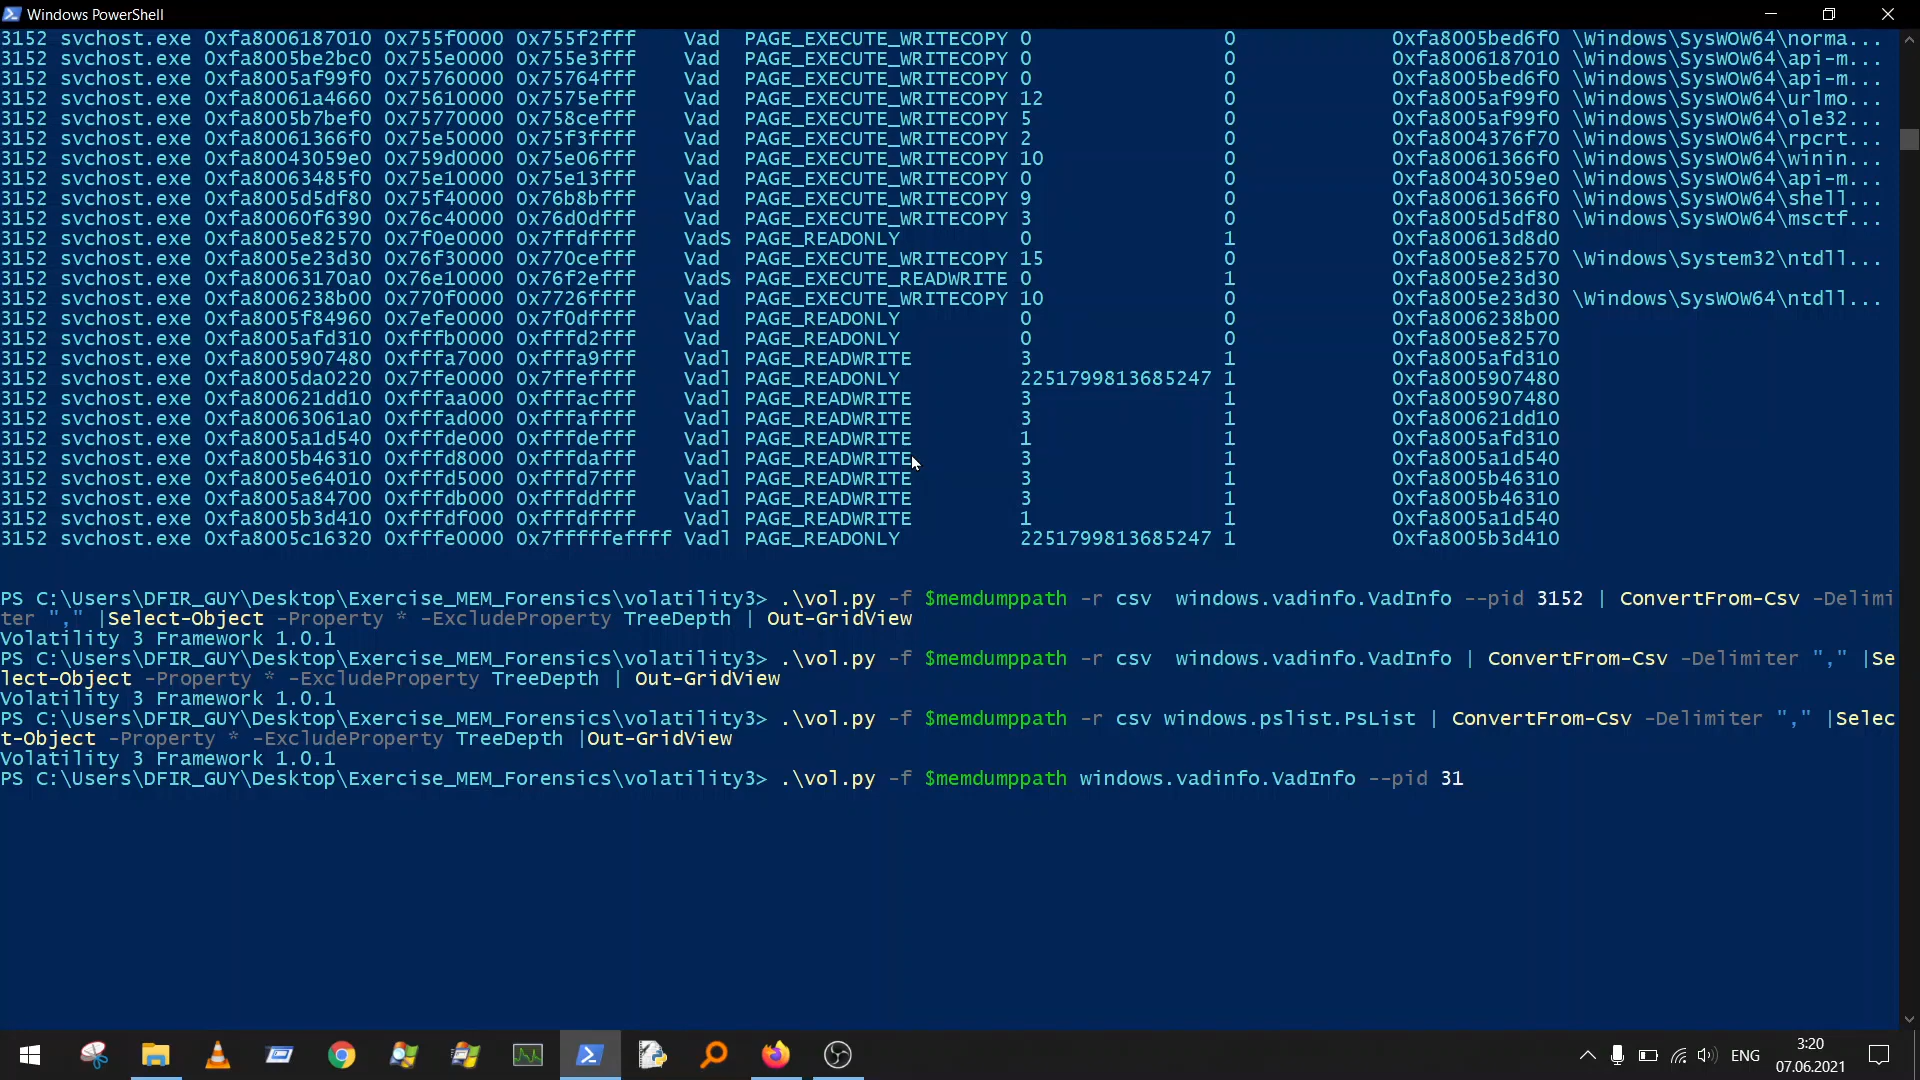 Windows PowerShell
3152 svchost.exe 0xfa8006187010 0x755f0000 0x755f2fff Vad PAGE_EXECUTE_WRITECOPY 0 0 0xfa8005bed6f0 \Windows\SysWOW64\norma...
3152 svchost.exe 0xfa8005be2bc0 0x755e0000 0x755e3fff Vad PAGE_EXECUTE_WRITECOPY 0 0 0xfa8006187010 \Windows\SysWOW64\api-m...
3152 svchost.exe 0xfa8005af99f0 0x75760000 0x75764fff Vad PAGE_EXECUTE_WRITECOPY 0 0 0xfa8005bed6f0 \Windows\SysWOW64\api-m...
3152 svchost.exe 0xfa80061a4660 0x75610000 0x7575efff Vad PAGE_EXECUTE_WRITECOPY 12 0 0xfa8005af99f0 \Windows\SysWOW64\urlmo...
3152 svchost.exe 0xfa8005b7bef0 0x75770000 0x758cefff Vad PAGE_EXECUTE_WRITECOPY 5 0 0xfa8005af99f0 \Windows\SysWOW64\ole32...
3152 svchost.exe 0xfa80061366f0 0x75e50000 0x75f3ffff Vad PAGE_EXECUTE_WRITECOPY 2 0 0xfa8004376f70 \Windows\SysWOW64\rpcrt...
3152 svchost.exe 0xfa80043059e0 0x759d0000 0x75e06fff Vad PAGE_EXECUTE_WRITECOPY 10 0 0xfa80061366f0 \Windows\SysWOW64\winin...
3152 svchost.exe 0xfa80063485f0 0x75e10000 0x75e13fff Vad PAGE_EXECUTE_WRITECOPY 0 0 0xfa80043059e0 \Windows\SysWOW64\api-m...
3152 svchost.exe 0xfa8005d5df80 0x75f40000 0x76b8bfff Vad PAGE_EXECUTE_WRITECOPY 9 0 0xfa80061366f0 \Windows\SysWOW64\shell...
3152 svchost.exe 0xfa80060f6390 0x76c40000 0x76d0dfff Vad PAGE_EXECUTE_WRITECOPY 3 0 0xfa8005d5df80 \Windows\SysWOW64\msctf...
3152 svchost.exe 0xfa8005e82570 0x7f0e0000 0x7ffdffff VadS PAGE_READONLY 0 1 0xfa800613d8d0
3152 svchost.exe 0xfa8005e23d30 0x76f30000 0x770cefff Vad PAGE_EXECUTE_WRITECOPY 15 0 0xfa8005e82570 \Windows\System32\ntdll...
3152 svchost.exe 0xfa80063170a0 0x76e10000 0x76f2efff VadS PAGE_EXECUTE_READWRITE 0 1 0xfa8005e23d30
3152 svchost.exe 0xfa8006238b00 0x770f0000 0x7726ffff Vad PAGE_EXECUTE_WRITECOPY 10 0 0xfa8005e23d30 \Windows\SysWOW64\ntdll...
3152 svchost.exe 0xfa8005f84960 0x7efe0000 0x7f0dffff Vad PAGE_READONLY 0 0 0xfa8006238b00
3152 svchost.exe 0xfa8005afd310 0xfffb0000 0xfffd2fff Vad PAGE_READONLY 0 0 0xfa8005e82570
3152 svchost.exe 0xfa8005907480 0xfffa7000 0xfffa9fff Vadl PAGE_READWRITE 3 1 0xfa8005afd310
3152 svchost.exe 0xfa8005da0220 0x7ffe0000 0x7ffeffff Vadl PAGE_READONLY 2251799813685247 1 0xfa8005907480
3152 svchost.exe 0xfa800621dd10 0xfffaa000 0xfffacfff Vadl PAGE_READWRITE 3 1 0xfa8005907480
3152 svchost.exe 0xfa80063061a0 0xfffad000 0xfffaffff Vadl PAGE_READWRITE 3 1 0xfa800621dd10
3152 svchost.exe 0xfa8005a1d540 0xfffde000 0xfffdefff Vadl PAGE_READWRITE 1 1 0xfa8005afd310
3152 svchost.exe 0xfa8005b46310 0xfffd8000 0xfffdafff Vadl PAGE_READWRITE 3 1 0xfa8005a1d540
3152 svchost.exe 0xfa8005e64010 0xfffd5000 0xfffd7fff Vadl PAGE_READWRITE 3 1 0xfa8005b46310
3152 svchost.exe 0xfa8005a84700 0xfffdb000 0xfffddfff Vadl PAGE_READWRITE 3 1 0xfa8005b46310
3152 svchost.exe 0xfa8005b3d410 0xfffdf000 0xfffdffff Vadl PAGE_READWRITE 1 1 0xfa8005a1d540
3152 svchost.exe 0xfa8005c16320 0xfffe0000 0x7fffffeffff Vadl PAGE_READONLY 2251799813685247 1 0xfa8005b3d410
PS C:\Users\DFIR_GUY\Desktop\Exercise_MEM_Forensics\volatility3> .\vol.py -f $memdumppath -r csv  windows.vadinfo.VadInfo --pid 3152 | ConvertFrom-Csv -Delimi
ter "," |Select-Object -Property * -ExcludeProperty TreeDepth | Out-GridView
Volatility 3 Framework 1.0.1
PS C:\Users\DFIR_GUY\Desktop\Exercise_MEM_Forensics\volatility3> .\vol.py -f $memdumppath -r csv  windows.vadinfo.VadInfo | ConvertFrom-Csv -Delimiter "," |Se
lect-Object -Property * -ExcludeProperty TreeDepth | Out-GridView
Volatility 3 Framework 1.0.1
PS C:\Users\DFIR_GUY\Desktop\Exercise_MEM_Forensics\volatility3> .\vol.py -f $memdumppath -r csv windows.pslist.PsList | ConvertFrom-Csv -Delimiter "," |Selec
t-Object -Property * -ExcludeProperty TreeDepth |Out-GridView
Volatility 3 Framework 1.0.1
PS C:\Users\DFIR_GUY\Desktop\Exercise_MEM_Forensics\volatility3> .\vol.py -f $memdumppath windows.vadinfo.VadInfo --pid 31
ENG
3:20
07.06.2021